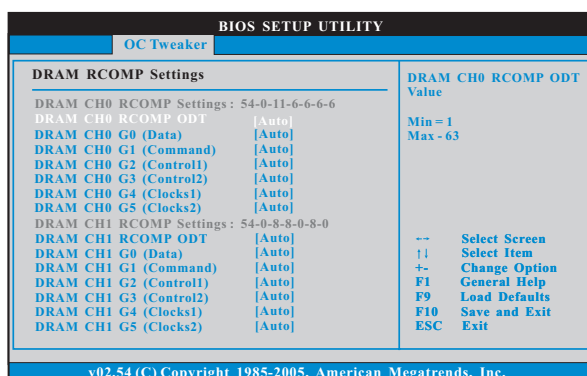 BIOS SETUP UTILITY
OC Tweaker
DRAM RCOMP Settings
DRAM CH0 RCOMP Settings : 54-0-11-6-6-6-6
DRAM CH0 RCOMP ODT [Auto]
DRAM CH0 G0 (Data) [Auto]
DRAM CH0 G1 (Command) [Auto]
DRAM CH0 G2 (Control1) [Auto]
DRAM CH0 G3 (Control2) [Auto]
DRAM CH0 G4 (Clocks1) [Auto]
DRAM CH0 G5 (Clocks2) [Auto]
DRAM CH1 RCOMP Settings : 54-0-8-8-0-8-0
DRAM CH1 RCOMP ODT [Auto]
DRAM CH1 G0 (Data) [Auto]
DRAM CH1 G1 (Command) [Auto]
DRAM CH1 G2 (Control1) [Auto]
DRAM CH1 G3 (Control2) [Auto]
DRAM CH1 G4 (Clocks1) [Auto]
DRAM CH1 G5 (Clocks2) [Auto]
DRAM CH0 RCOMP ODT
Value
Min = 1
Max - 63
←→ Select Screen
↑↓ Select Item
+- Change Option
F1 General Help
F9 Load Defaults
F10 Save and Exit
ESC Exit
v02.54 (C) Copyright 1985-2005, American Megatrends, Inc.